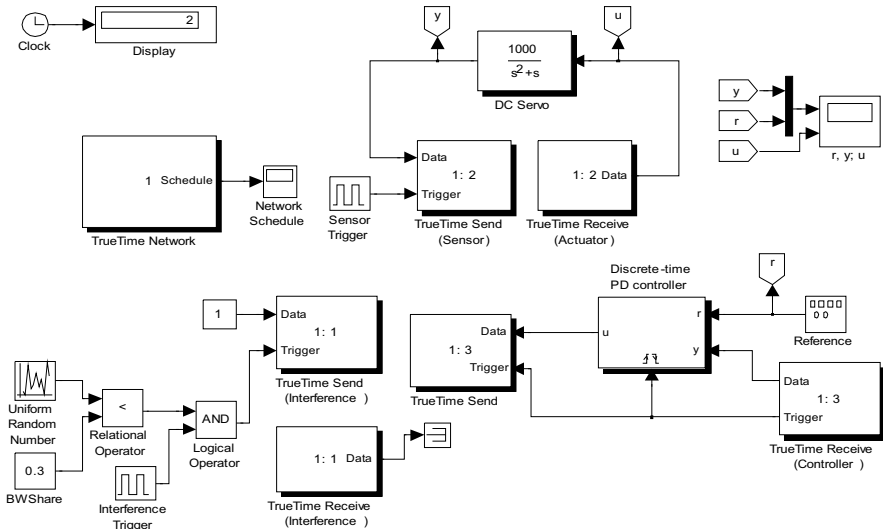 2
Clock
Display
y
u
1000
s²+s
DC Servo
y
r
u
r, y; u
1 Schedule
Network
Schedule
TrueTime Network
Data
1: 2
Trigger
Sensor
Trigger
TrueTime Send
(Sensor)
1: 2 Data
TrueTime Receive
(Actuator)
Discrete-time
PD controller
r
u
r
y
Reference
1
Data
1: 1
Trigger
TrueTime Send
(Interference )
Data
1: 3
Trigger
TrueTime Send
Data
1: 3
Trigger
TrueTime Receive
(Controller )
Uniform
Random
Number
<
Relational
Operator
AND
Logical
Operator
0.3
BWShare
Interference
Trigger
1: 1 Data
TrueTime Receive
(Interference )